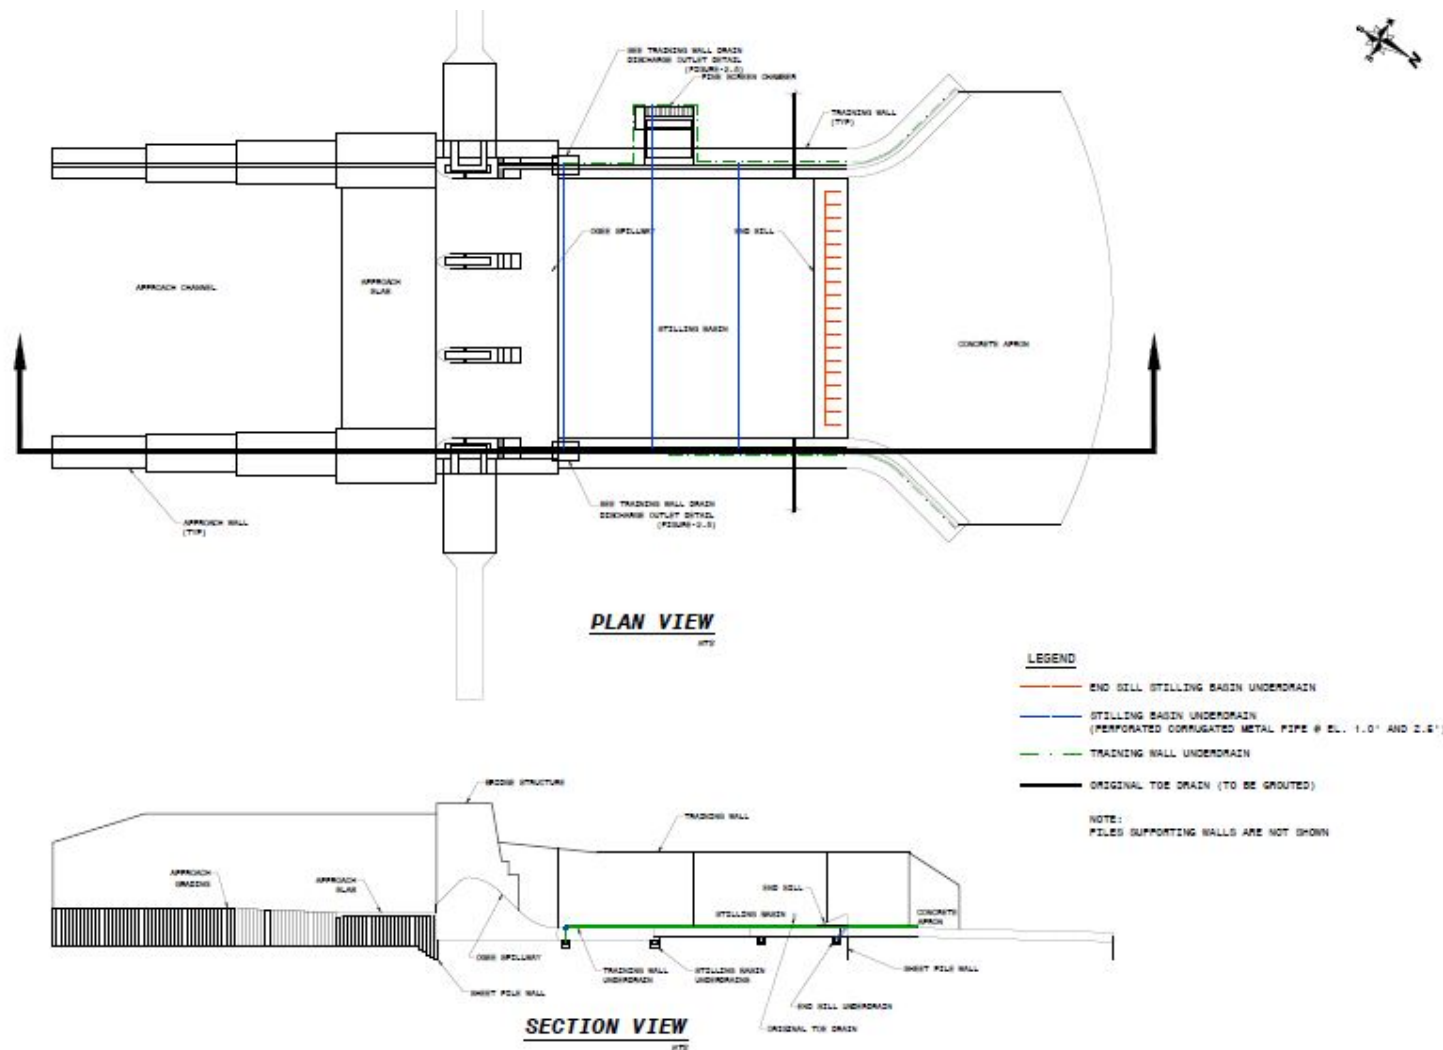 SEE TRAINING WALL DRAIN
DISCHARGE OUTLET DETAIL
(FIGURE-2.5)
FINE SCREEN CHAMBER
TRAINING WALL
(TYP)
N
OGEE SPILLWAY
END SILL
APPROACH CHANNEL
APPROACH
SLAB
STILLING BASIN
CONCRETE APRON
SEE TRAINING WALL DRAIN
DISCHARGE OUTLET DETAIL
(FIGURE-2.5)
APPROACH WALL
(TYP)
PLAN VIEW
NTS
LEGEND
END SILL STILLING BASIN UNDERDRAIN
STILLING BASIN UNDERDRAIN
(PERFORATED CORRUGATED METAL PIPE @ EL. 1.0' AND 2.5')
TRAINING WALL UNDERDRAIN
ORIGINAL TOE DRAIN (TO BE GROUTED)
NOTE:
PILES SUPPORTING WALLS ARE NOT SHOWN
BRIDGE STRUCTURE
TRAINING WALL
APPROACH
GRADING
APPROACH
SLAB
END SILL
STILLING BASIN
CONCRETE
APRON
OGEE SPILLWAY
TRAINING WALL
UNDERDRAIN
STILLING BASIN
UNDERDRAINS
SHEET PILE WALL
SHEET PILE WALL
END SILL UNDERDRAIN
ORIGINAL TOE DRAIN
SECTION VIEW
NTS